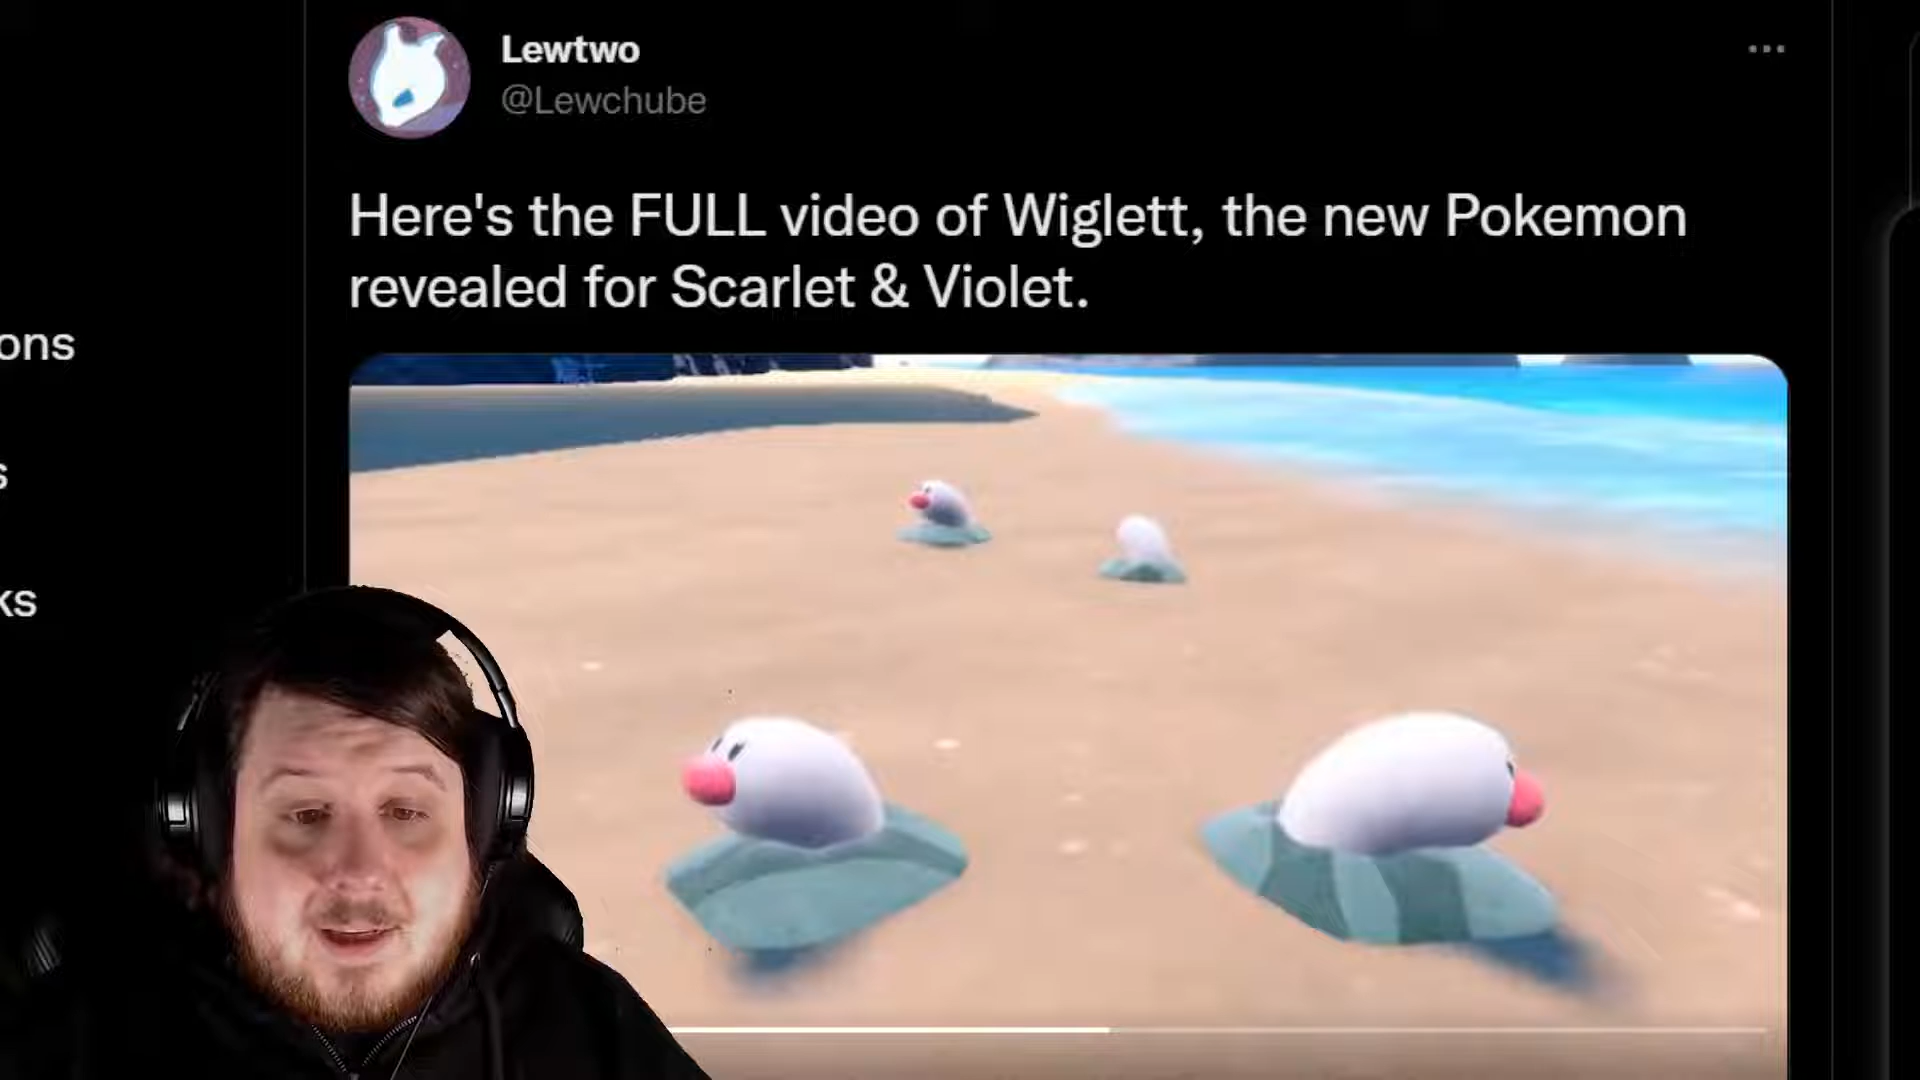 Lewtwo
@Lewchube
Here's the FULL video of Wiglett, the new Pokemon
revealed for Scarlet & Violet.
ons
s
ks